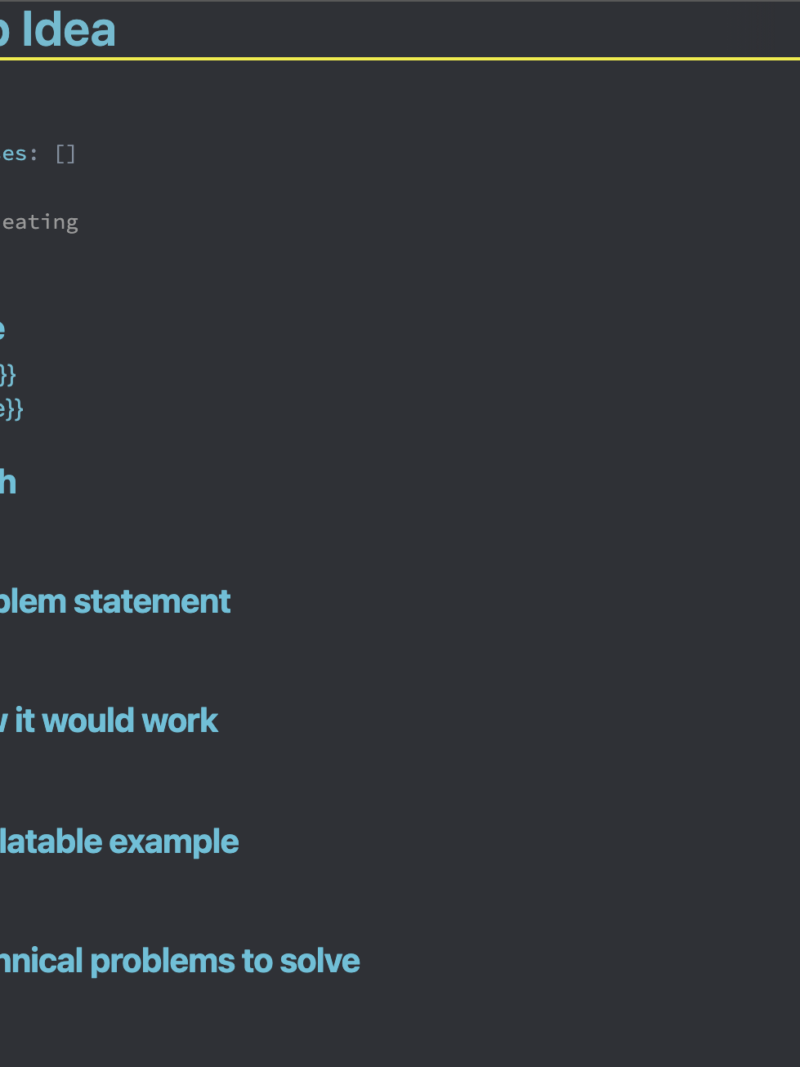 Idea
es: []
eating
e
}}
e}}
h
blem statement
w it would work
latable example
hnical problems to solve